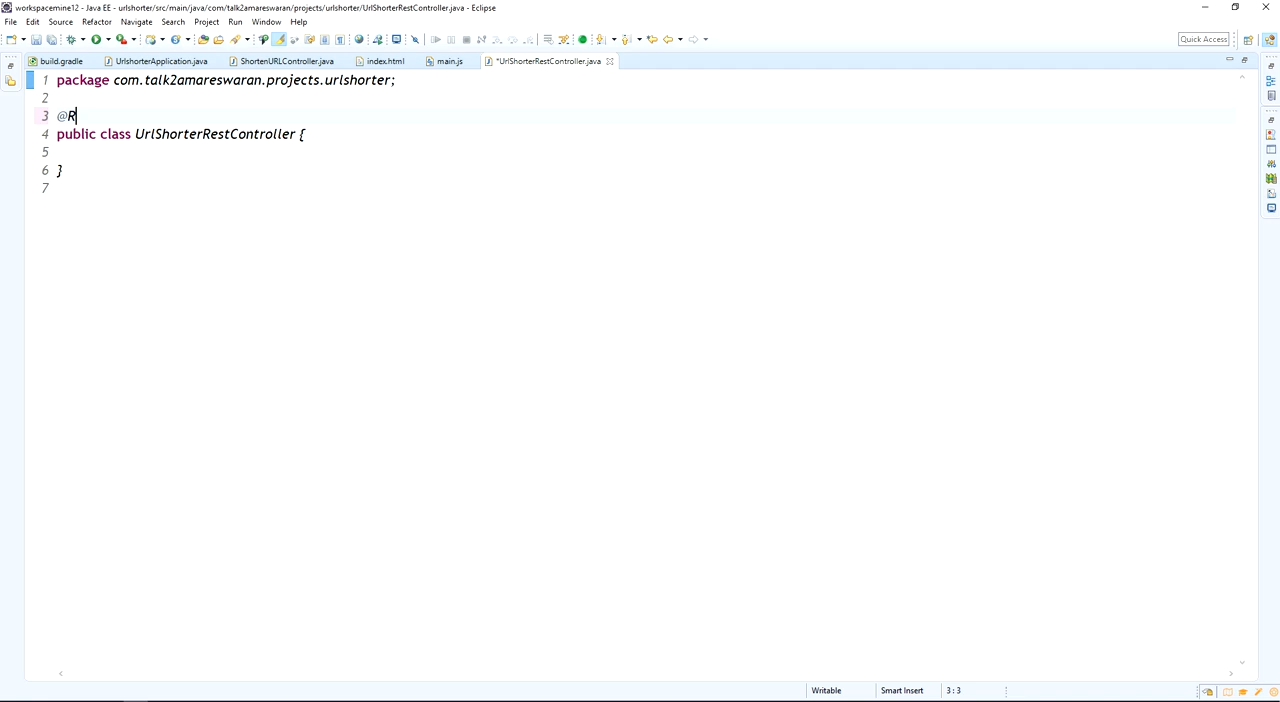 workspacemine12 - Java EE - urlshorter/src/main/java/com/talk2amareswaran/projects/urlshorter/UrlShorterRestController.java - Eclipse
File Edit Source Refactor Navigate Search Project Run Window Help
Quick Access
build.gradle UrlshorterApplication.java ShortenURLController.java index.html main.js *UrlShorterRestController.java
1 package com.talk2amareswaran.projects.urlshorter;
2
3 @R
4 public class UrlShorterRestController {
5
6 }
7
Writable Smart Insert 3 : 3